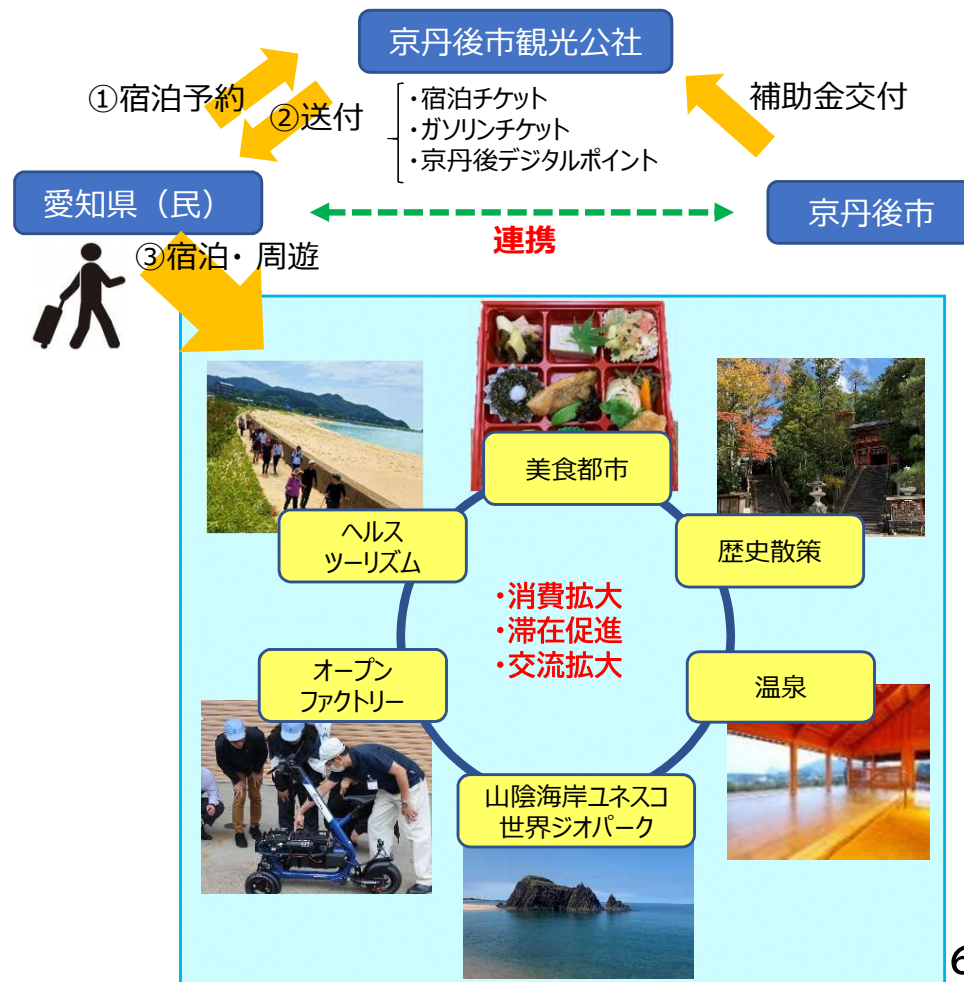 京丹後市観光公社
①宿泊予約
②送付
・宿泊チケット
・ガソリンチケット
・京丹後デジタルポイント
補助金交付
愛知県（民）
連携
京丹後市
③宿泊・周遊
美食都市
ヘルス
ツーリズム
歴史散策
・消費拡大
・滞在促進
・交流拡大
オープン
ファクトリー
温泉
山陰海岸ユネスコ
世界ジオパーク
6